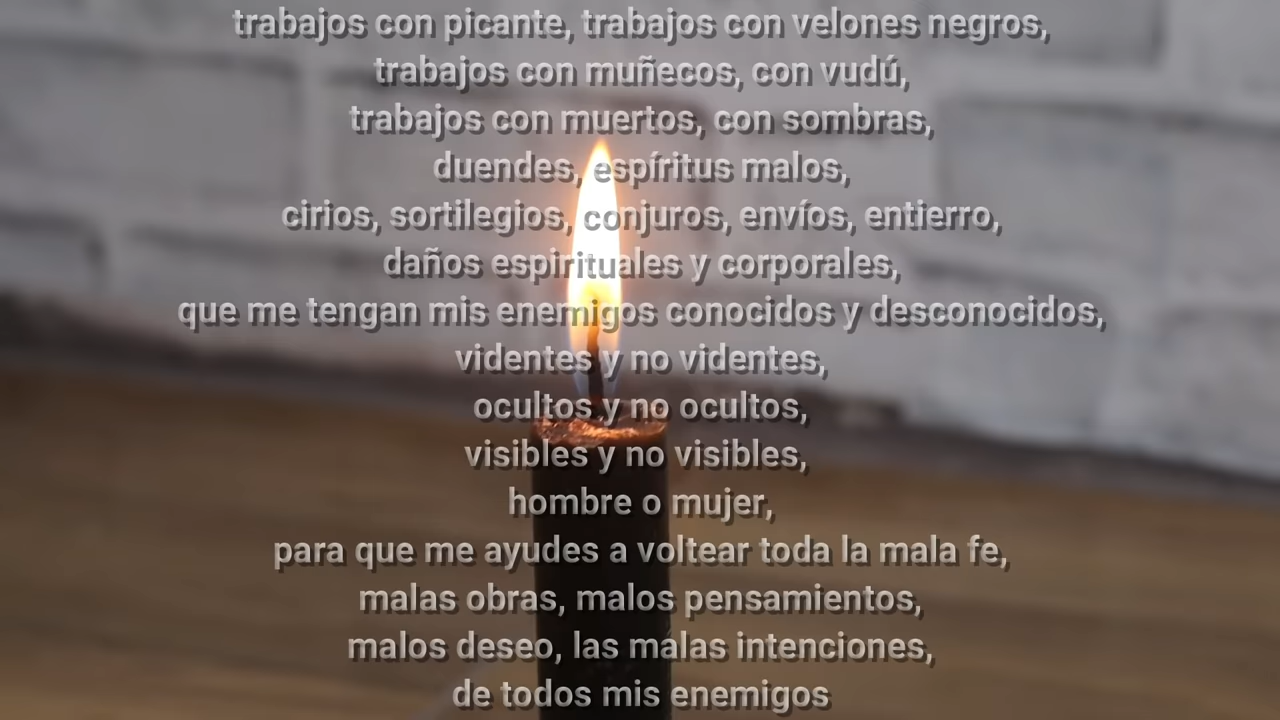 trabajos con picante, trabajos con velones negros,
trabajos con muñecos, con vudú,
trabajos con muertos, con sombras,
duendes, espíritus malos,
cirios, sortilegios, conjuros, envíos, entierro,
daños espirituales y corporales,
que me tengan mis enemigos conocidos y desconocidos,
videntes y no videntes,
ocultos y no ocultos,
visibles y no visibles,
hombre o mujer,
para que me ayudes a voltear toda la mala fe,
malas obras, malos pensamientos,
malos deseo, las malas intenciones,
de todos mis enemigos